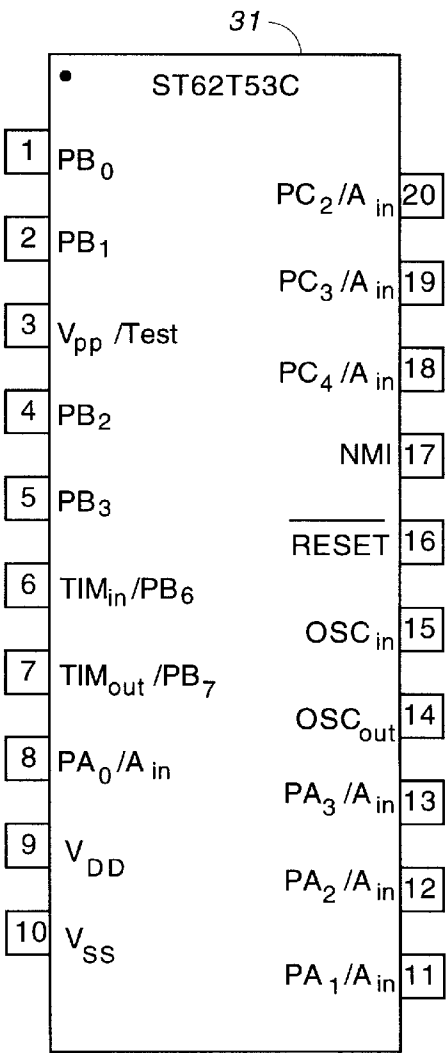 31
ST62T53C
1 PB0
PC2/A in 20
2 PB1
PC3/A in 19
3 Vpp /Test
PC4/A in 18
4 PB2
NMI 17
5 PB3
RESET 16
6 TIMin/PB6
OSCin 15
7 TIMout/PB7
OSCout 14
8 PA0/A in
PA3/Ain 13
9 VDD
PA2/Ain 12
10 VSS
PA1/Ain 11